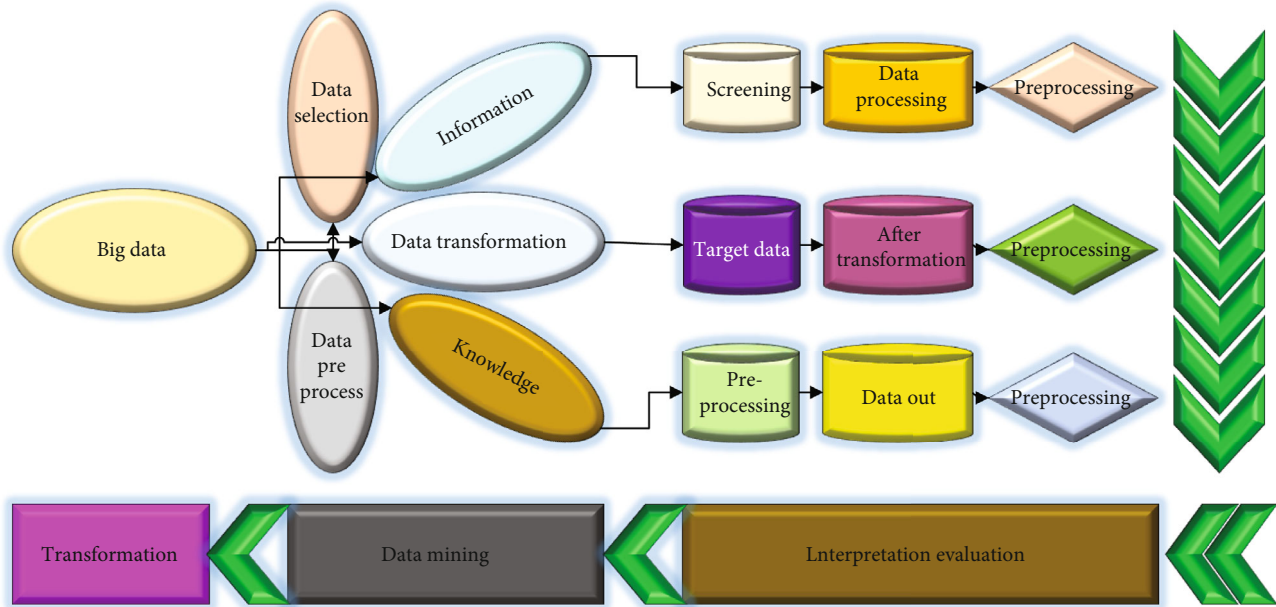 Data
selection
Information
Screening
Data
processing
Preprocessing
Big data
Data transformation
Target data
After
transformation
Preprocessing
Data
pre
process
Knowledge
Pre-
processing
Data out
Preprocessing
Transformation
Data mining
Lnterpretation evaluation